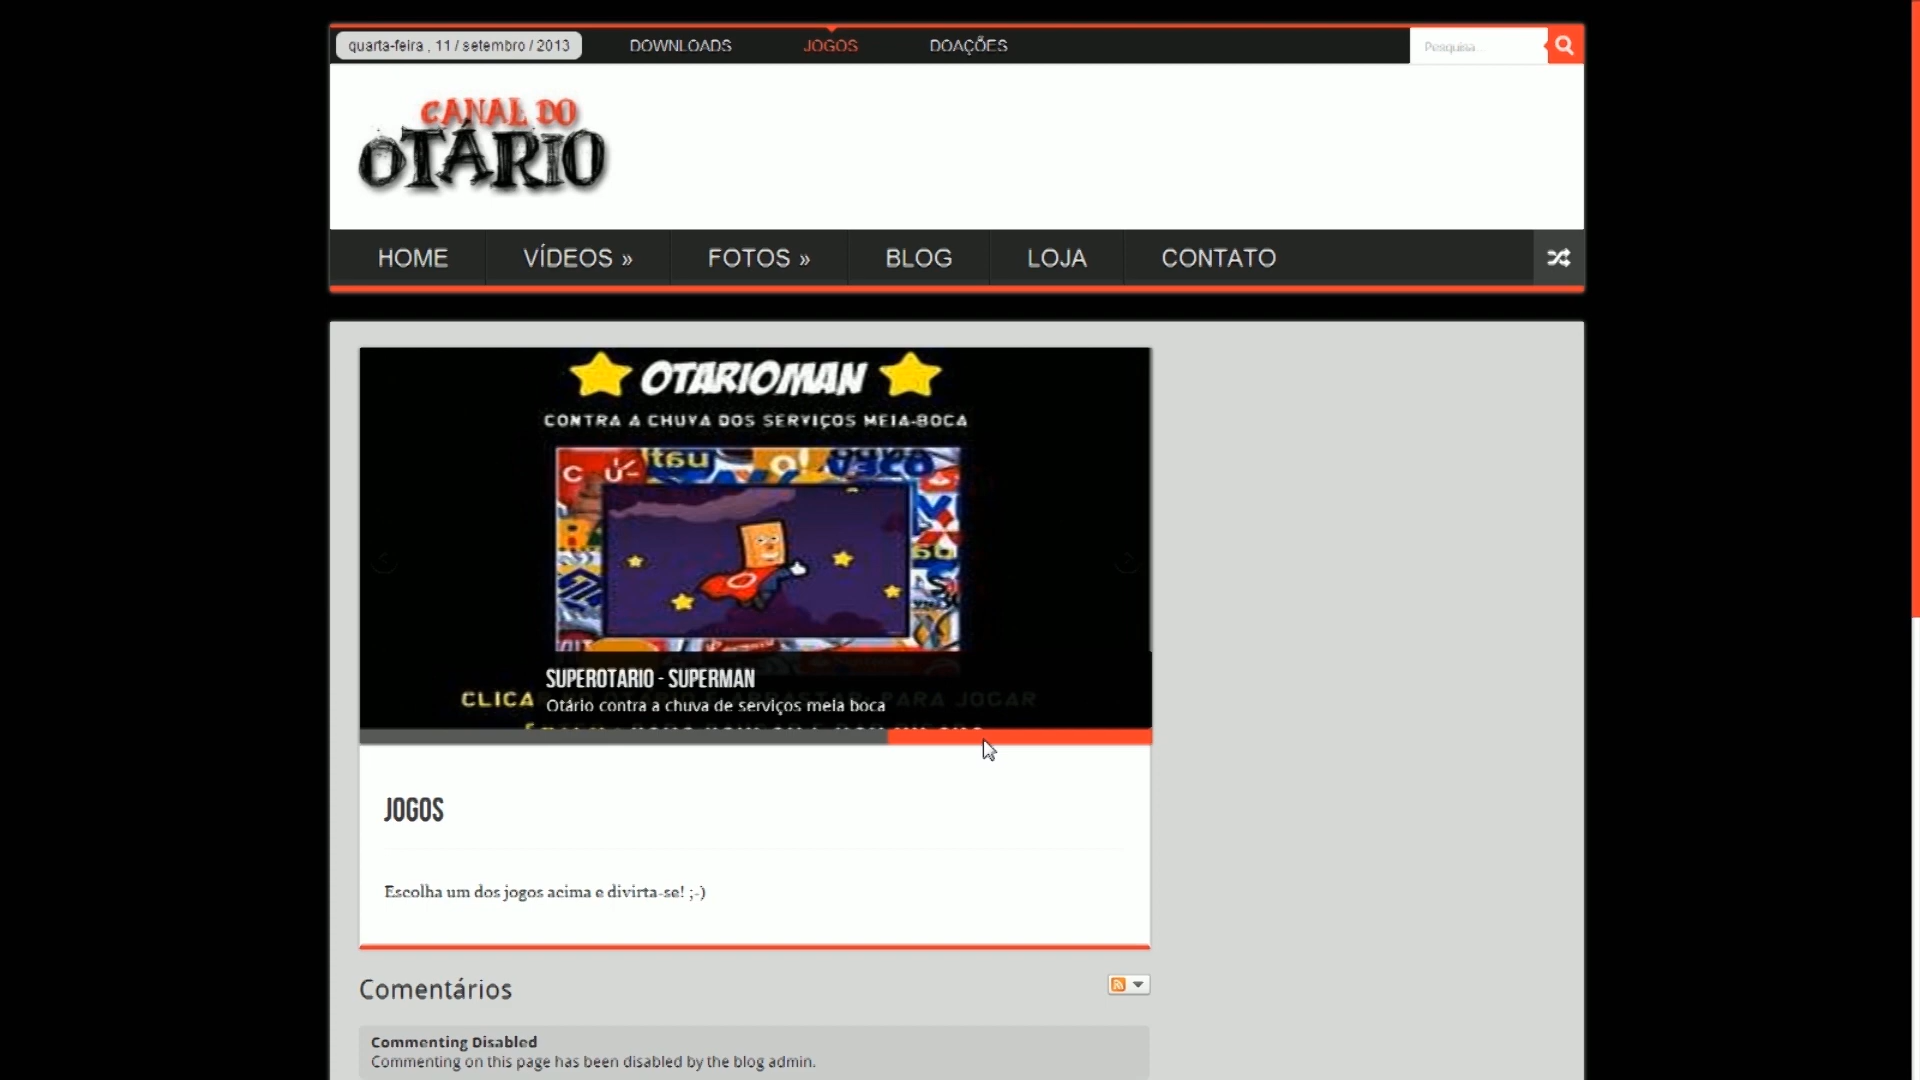 quarta-feira , 11 / setembro / 2013
DOWNLOADS
JOGOS
DOAÇÕES
Pesquisa...
CANAL DO
OTÁRIO
HOME
VÍDEOS »
FOTOS »
BLOG
LOJA
CONTATO
OTARIOMAN
CONTRA A CHUVA DOS SERVIÇOS MEIA-BOCA
SUPEROTARIO - SUPERMAN
CLICA PARA JOGAR
Otário contra a chuva de serviços meia boca
JOGOS
Escolha um dos jogos acima e divirta-se! ;-)
Comentários
Commenting Disabled
Commenting on this page has been disabled by the blog admin.